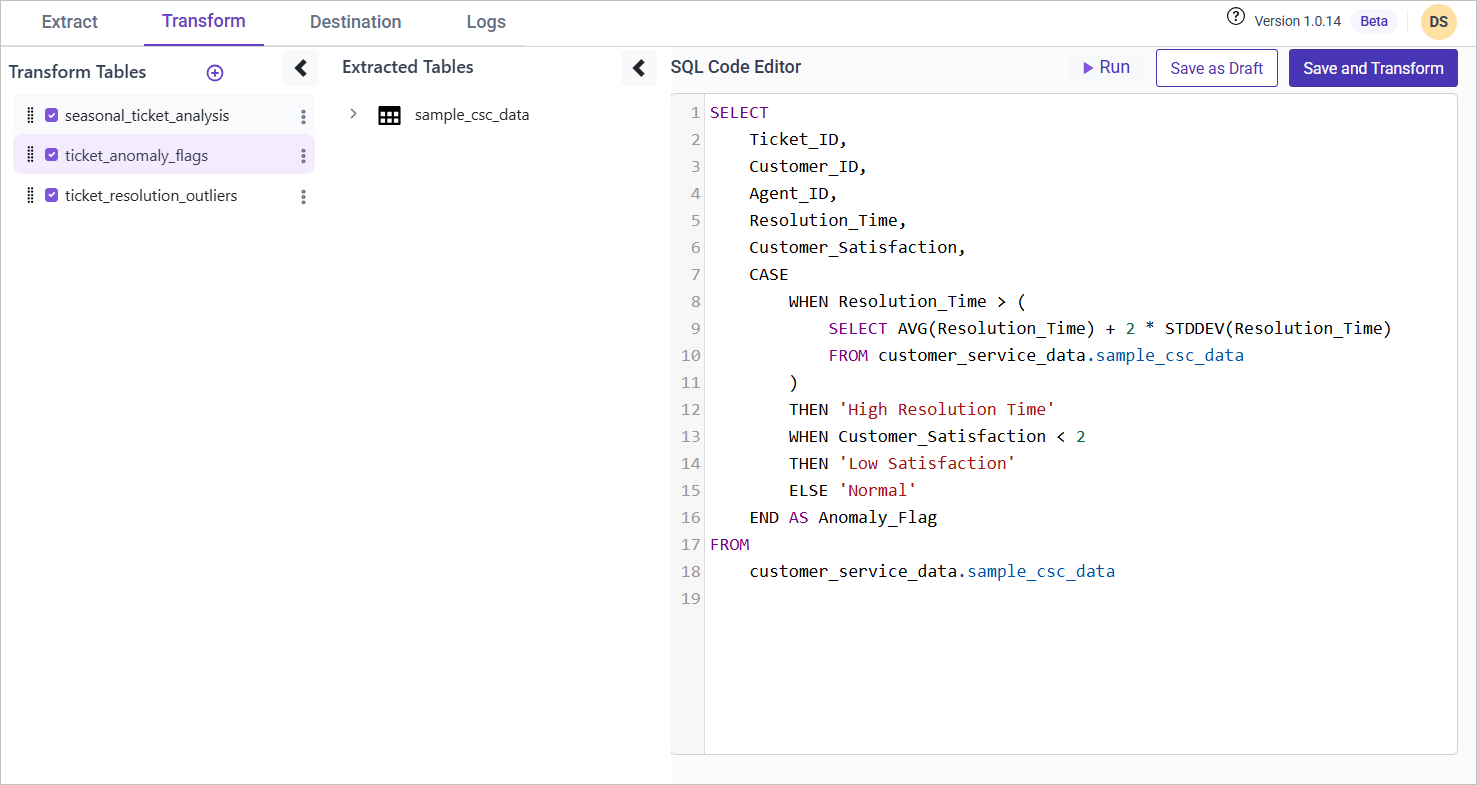 Extract Transform Destination Logs Version 1.0.14 Beta DS
Transform Tables
seasonal_ticket_analysis
ticket_anomaly_flags
ticket_resolution_outliers
Extracted Tables
sample_csc_data
SQL Code Editor Run Save as Draft Save and Transform
1 SELECT
2 Ticket_ID,
3 Customer_ID,
4 Agent_ID,
5 Resolution_Time,
6 Customer_Satisfaction,
7 CASE
8 WHEN Resolution_Time > (
9 SELECT AVG(Resolution_Time) + 2 * STDDEV(Resolution_Time)
10 FROM customer_service_data.sample_csc_data
11 )
12 THEN 'High Resolution Time'
13 WHEN Customer_Satisfaction < 2
14 THEN 'Low Satisfaction'
15 ELSE 'Normal'
16 END AS Anomaly_Flag
17 FROM
18 customer_service_data.sample_csc_data
19